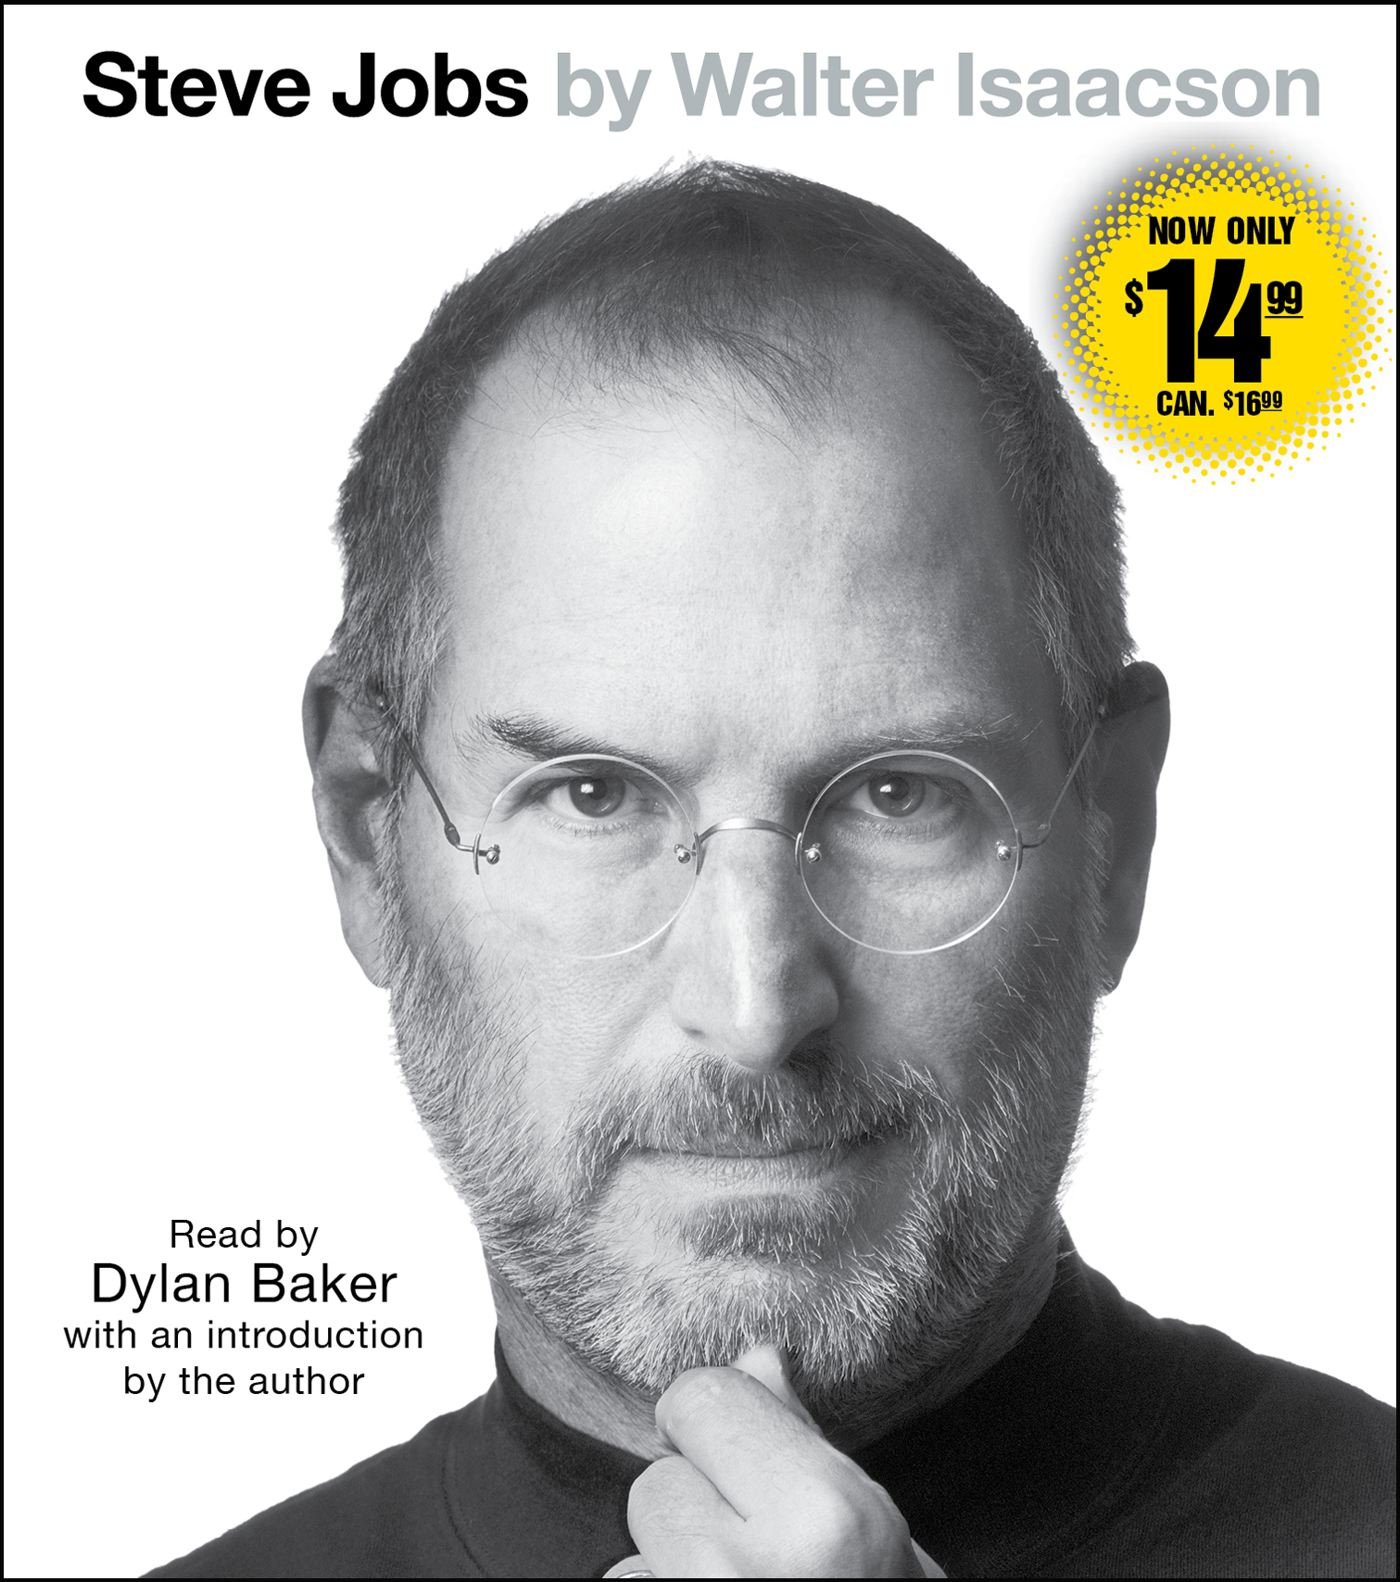 Steve Jobs by Walter Isaacson
NOW ONLY
$14.99
CAN. $16.99
Read by
Dylan Baker
with an introduction
by the author